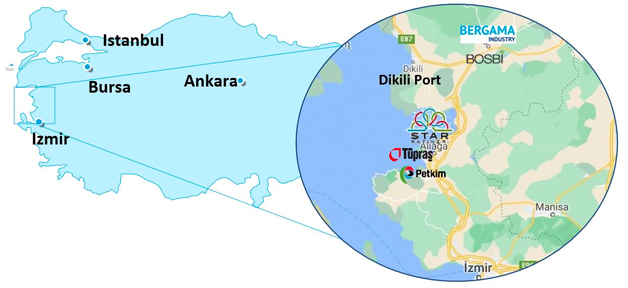 Istanbul
Bursa
Ankara
Izmir
E87
BERGAMA
INDUSTRY
BOSBİ
Dikili
Dikili Port
STAR
Aliağa
Tüpraş
Petkim
Manisa
İzmir